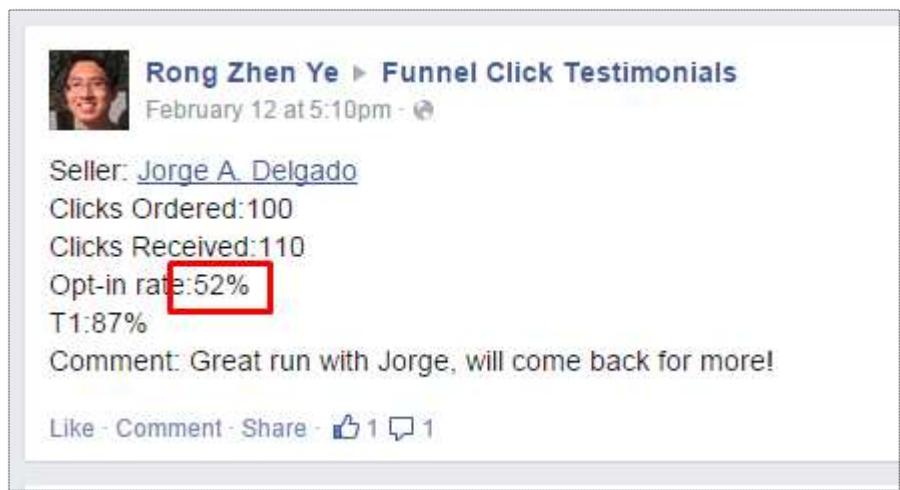 Rong Zhen Ye ▶ Funnel Click Testimonials
February 12 at 5:10pm ·
Seller: Jorge A. Delgado
Clicks Ordered:100
Clicks Received:110
Opt-in rate:52%
T1:87%
Comment: Great run with Jorge, will come back for more!
Like · Comment · Share · 1 1